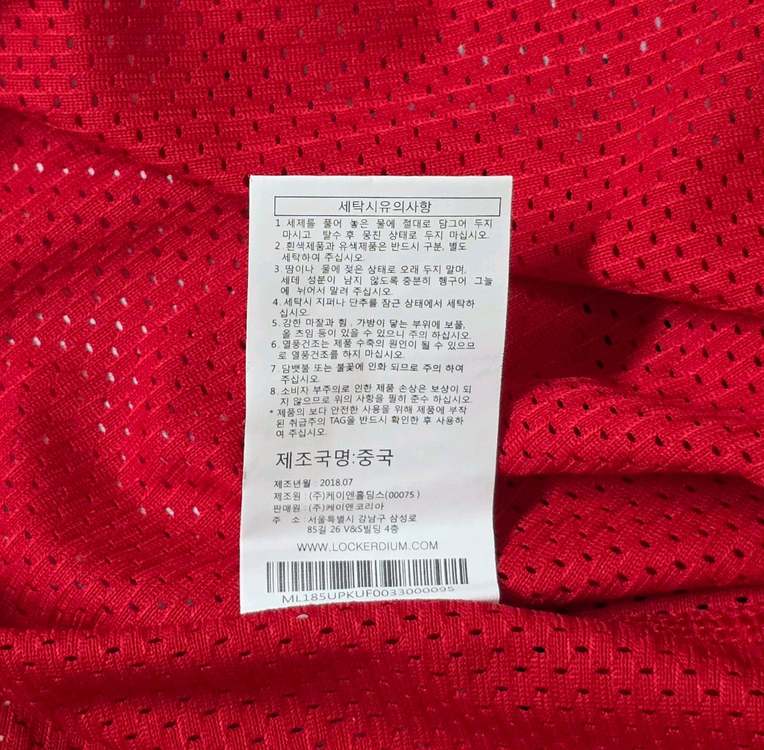 세탁시유의사항
1. 세제를 풀어 놓은 물에 절대로 담그어 두지
마시고 탈수 후 뭉친 상태로 두지 마십시오.
2. 흰색제품과 유색제품은 반드시 구분, 별도
세탁하여 주십시오.
3. 땀이나 물에 젖은 상태로 오래 두지 말며,
세데 성분이 남지 않도록 충분히 헹구어 그늘
에 뉘어서 말려 주십시오.
4. 세탁시 지퍼나 단추를 잠근 상태에서 세탁하
십시오.
5. 강한 마찰과 힘, 가방이 닿는 부위에 보풀,
올 츠임 등이 있을 수 있으니 주의 하십시오.
6. 열풍건조는 제품 수축의 원인이 될 수 있으므
로 열풍건조를 하지 마십시오.
7. 담뱃불 또는 불꽃에 인화 되므로 주의 하여
주십시오.
8. 소비자 부주의로 인한 제품 손상은 보상이 되
지 않으므로 위의 사항을 필히 준수 하십시오.
* 제품의 보다 안전한 사용을 위해 제품에 부착
된 취급주의 TAG을 반드시 확인한 후 사용하
여 주십시오.
제조국명:중국
제조년월 : 2018.07
제조원 : (주)케이엔홀딩스(00075)
판매원 : (주)케이엔코리아
주 소 : 서울특별시 강남구 삼성로
85길 26 V&S빌딩 4층
WWW.LOCKERDIUM.COM
ML185UPKUF0033000095